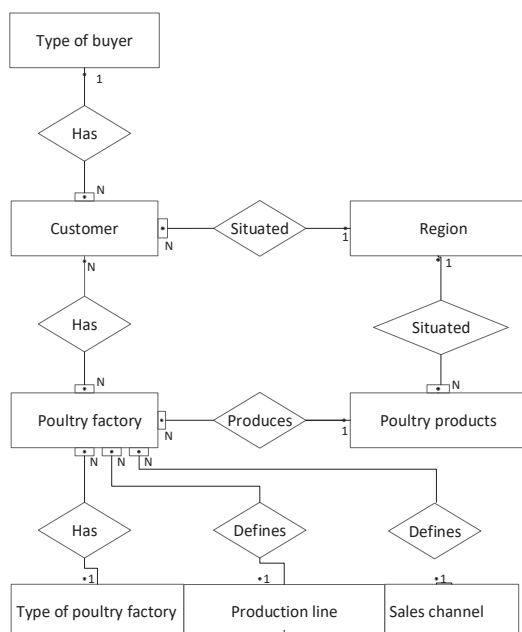 Type of buyer
1
Has
N
Customer
N
Situated
1
Region
N
1
Has
Situated
N
N
Poultry factory
N
Produces
1
Poultry products
N
N
N
Has
Defines
Defines
1
1
1
Type of poultry factory
Production line
Sales channel